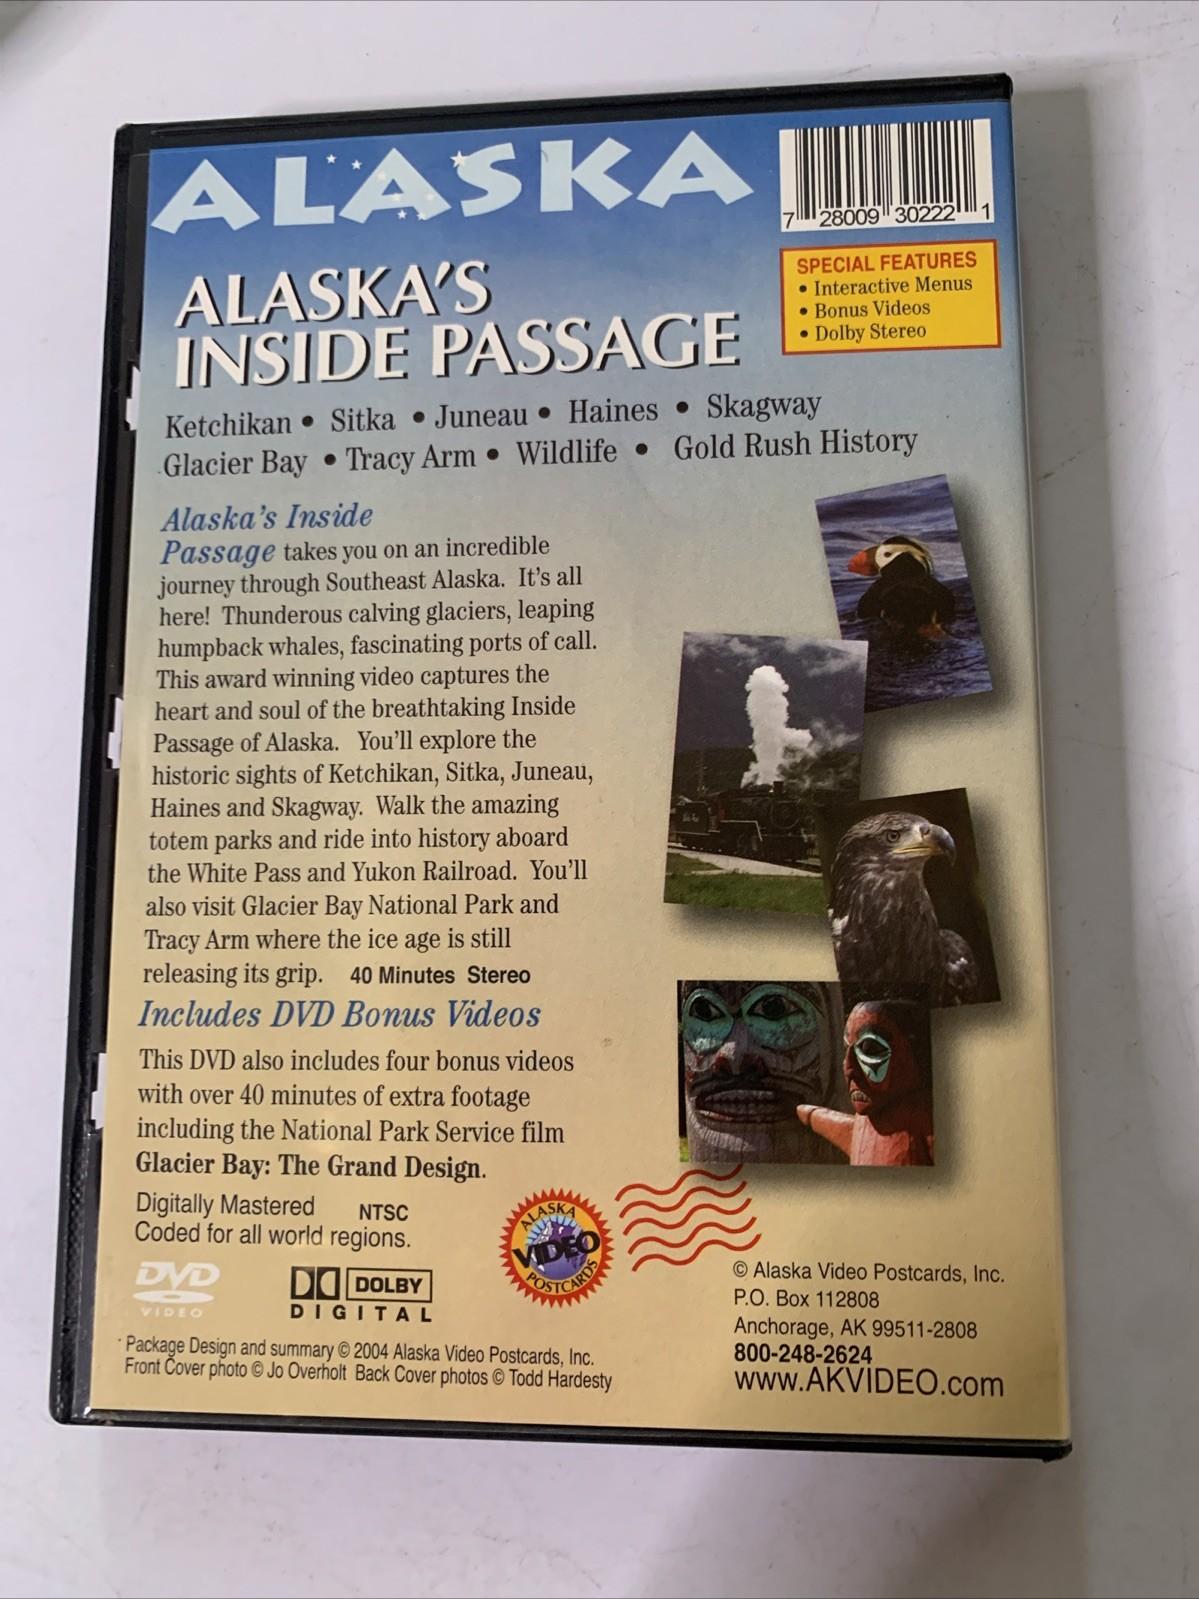 ALASKA
7 28009 30222 1
SPECIAL FEATURES
• Interactive Menus
• Bonus Videos
• Dolby Stereo
ALASKA'S
INSIDE PASSAGE
Ketchikan • Sitka • Juneau • Haines • Skagway
Glacier Bay • Tracy Arm • Wildlife • Gold Rush History
Alaska's Inside
Passage takes you on an incredible
journey through Southeast Alaska. It's all
here! Thunderous calving glaciers, leaping
humpback whales, fascinating ports of call.
This award winning video captures the
heart and soul of the breathtaking Inside
Passage of Alaska. You'll explore the
historic sights of Ketchikan, Sitka, Juneau,
Haines and Skagway. Walk the amazing
totem parks and ride into history aboard
the White Pass and Yukon Railroad. You'll
also visit Glacier Bay National Park and
Tracy Arm where the ice age is still
releasing its grip. 40 Minutes Stereo
Includes DVD Bonus Videos
This DVD also includes four bonus videos
with over 40 minutes of extra footage
including the National Park Service film
Glacier Bay: The Grand Design.
Digitally Mastered NTSC
Coded for all world regions.
DVD
VIDEO
DOLBY
DIGITAL
ALASKA
VIDEO
POSTCARDS
© Alaska Video Postcards, Inc.
P.O. Box 112808
Anchorage, AK 99511-2808
800-248-2624
www.AKVIDEO.com
Package Design and summary © 2004 Alaska Video Postcards, Inc.
Front Cover photo © Jo Overholt Back Cover photos © Todd Hardesty